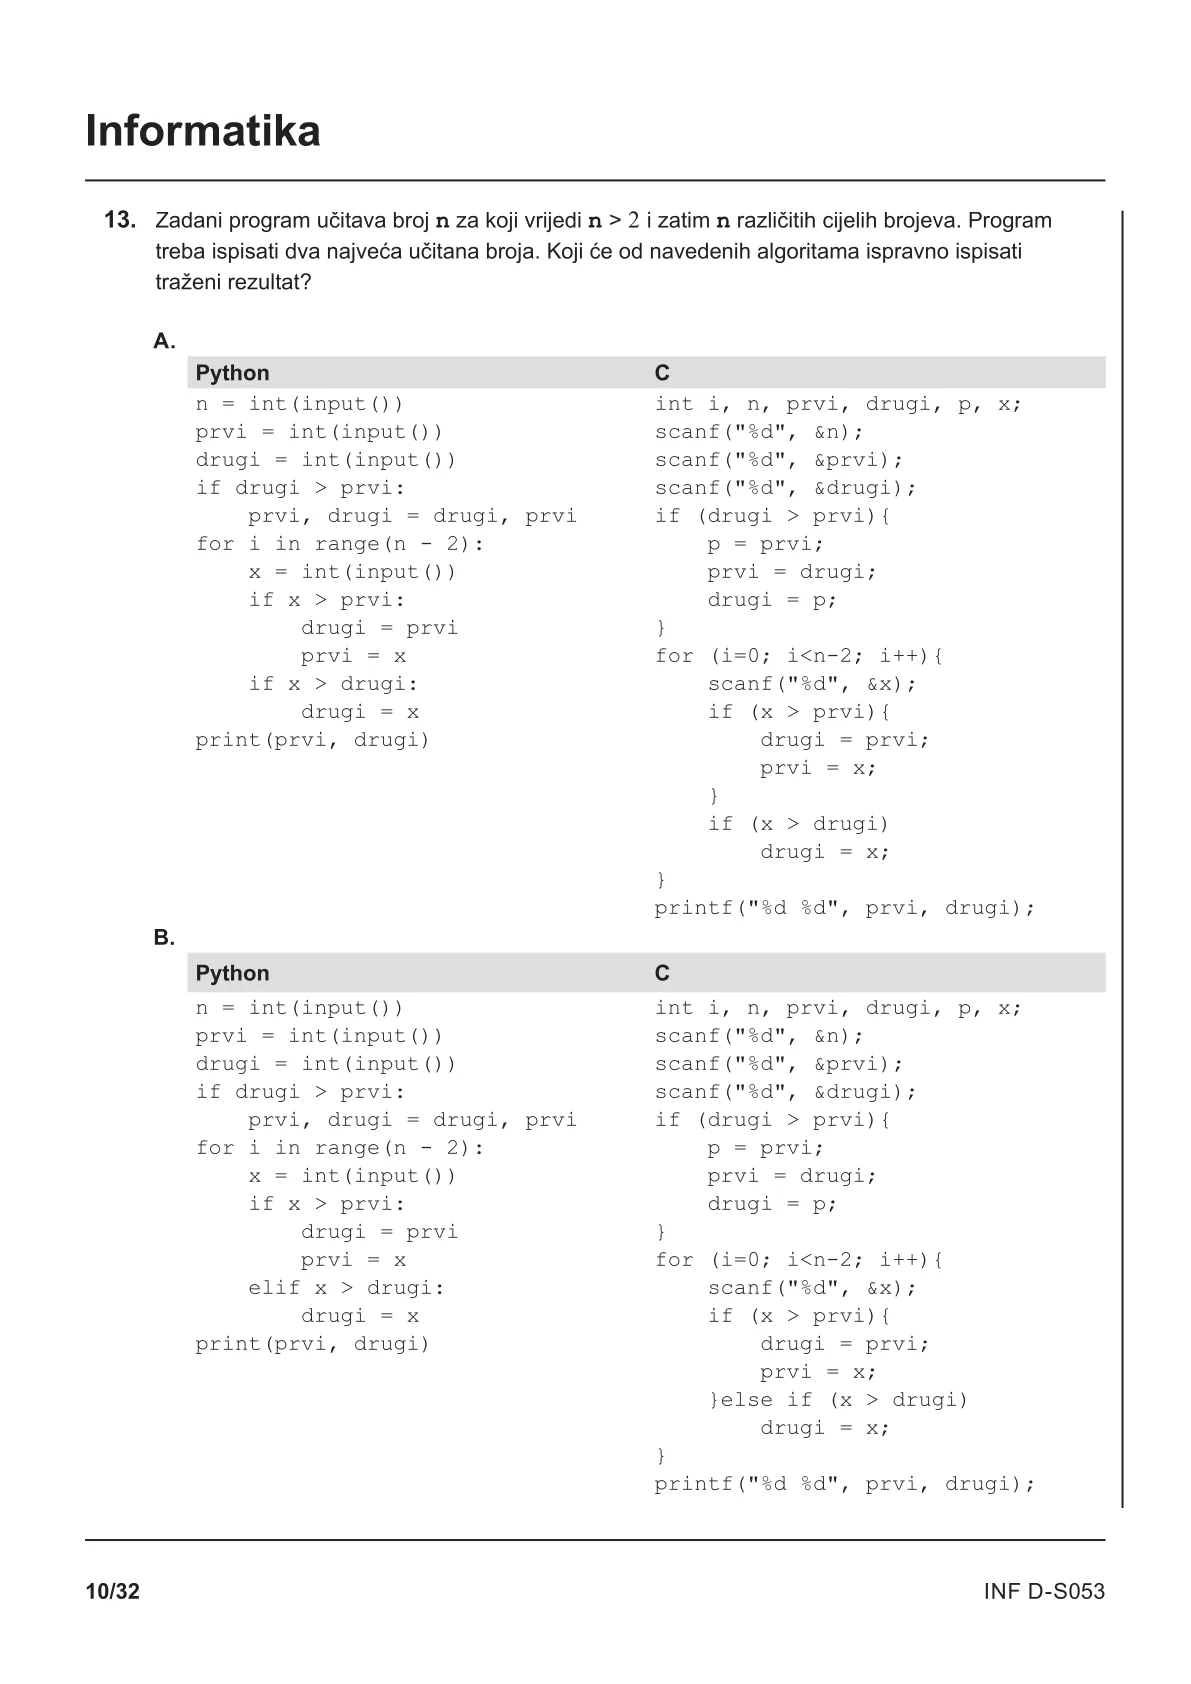 Informatika
13. Zadani program učitava broj n za koji vrijedi n > 2 i zatim n različitih cijelih brojeva. Program
treba ispisati dva najveća učitana broja. Koji će od navedenih algoritama ispravno ispisati
traženi rezultat?
A.
Python
n = int(input())
prvi = int(input())
drugi = int(input())
if drugi > prvi:
    prvi, drugi = drugi, prvi
for i in range(n - 2):
    x = int(input())
    if x > prvi:
        drugi = prvi
        prvi = x
    if x > drugi:
        drugi = x
print(prvi, drugi)
C
int i, n, prvi, drugi, p, x;
scanf("%d", &n);
scanf("%d", &prvi);
scanf("%d", &drugi);
if (drugi > prvi){
    p = prvi;
    prvi = drugi;
    drugi = p;
}
for (i=0; i<n-2; i++){
    scanf("%d", &x);
    if (x > prvi){
        drugi = prvi;
        prvi = x;
    }
    if (x > drugi)
        drugi = x;
}
printf("%d %d", prvi, drugi);
B.
Python
n = int(input())
prvi = int(input())
drugi = int(input())
if drugi > prvi:
    prvi, drugi = drugi, prvi
for i in range(n - 2):
    x = int(input())
    if x > prvi:
        drugi = prvi
        prvi = x
    elif x > drugi:
        drugi = x
print(prvi, drugi)
C
int i, n, prvi, drugi, p, x;
scanf("%d", &n);
scanf("%d", &prvi);
scanf("%d", &drugi);
if (drugi > prvi){
    p = prvi;
    prvi = drugi;
    drugi = p;
}
for (i=0; i<n-2; i++){
    scanf("%d", &x);
    if (x > prvi){
        drugi = prvi;
        prvi = x;
    }else if (x > drugi)
        drugi = x;
}
printf("%d %d", prvi, drugi);
10/32
INF D-S053